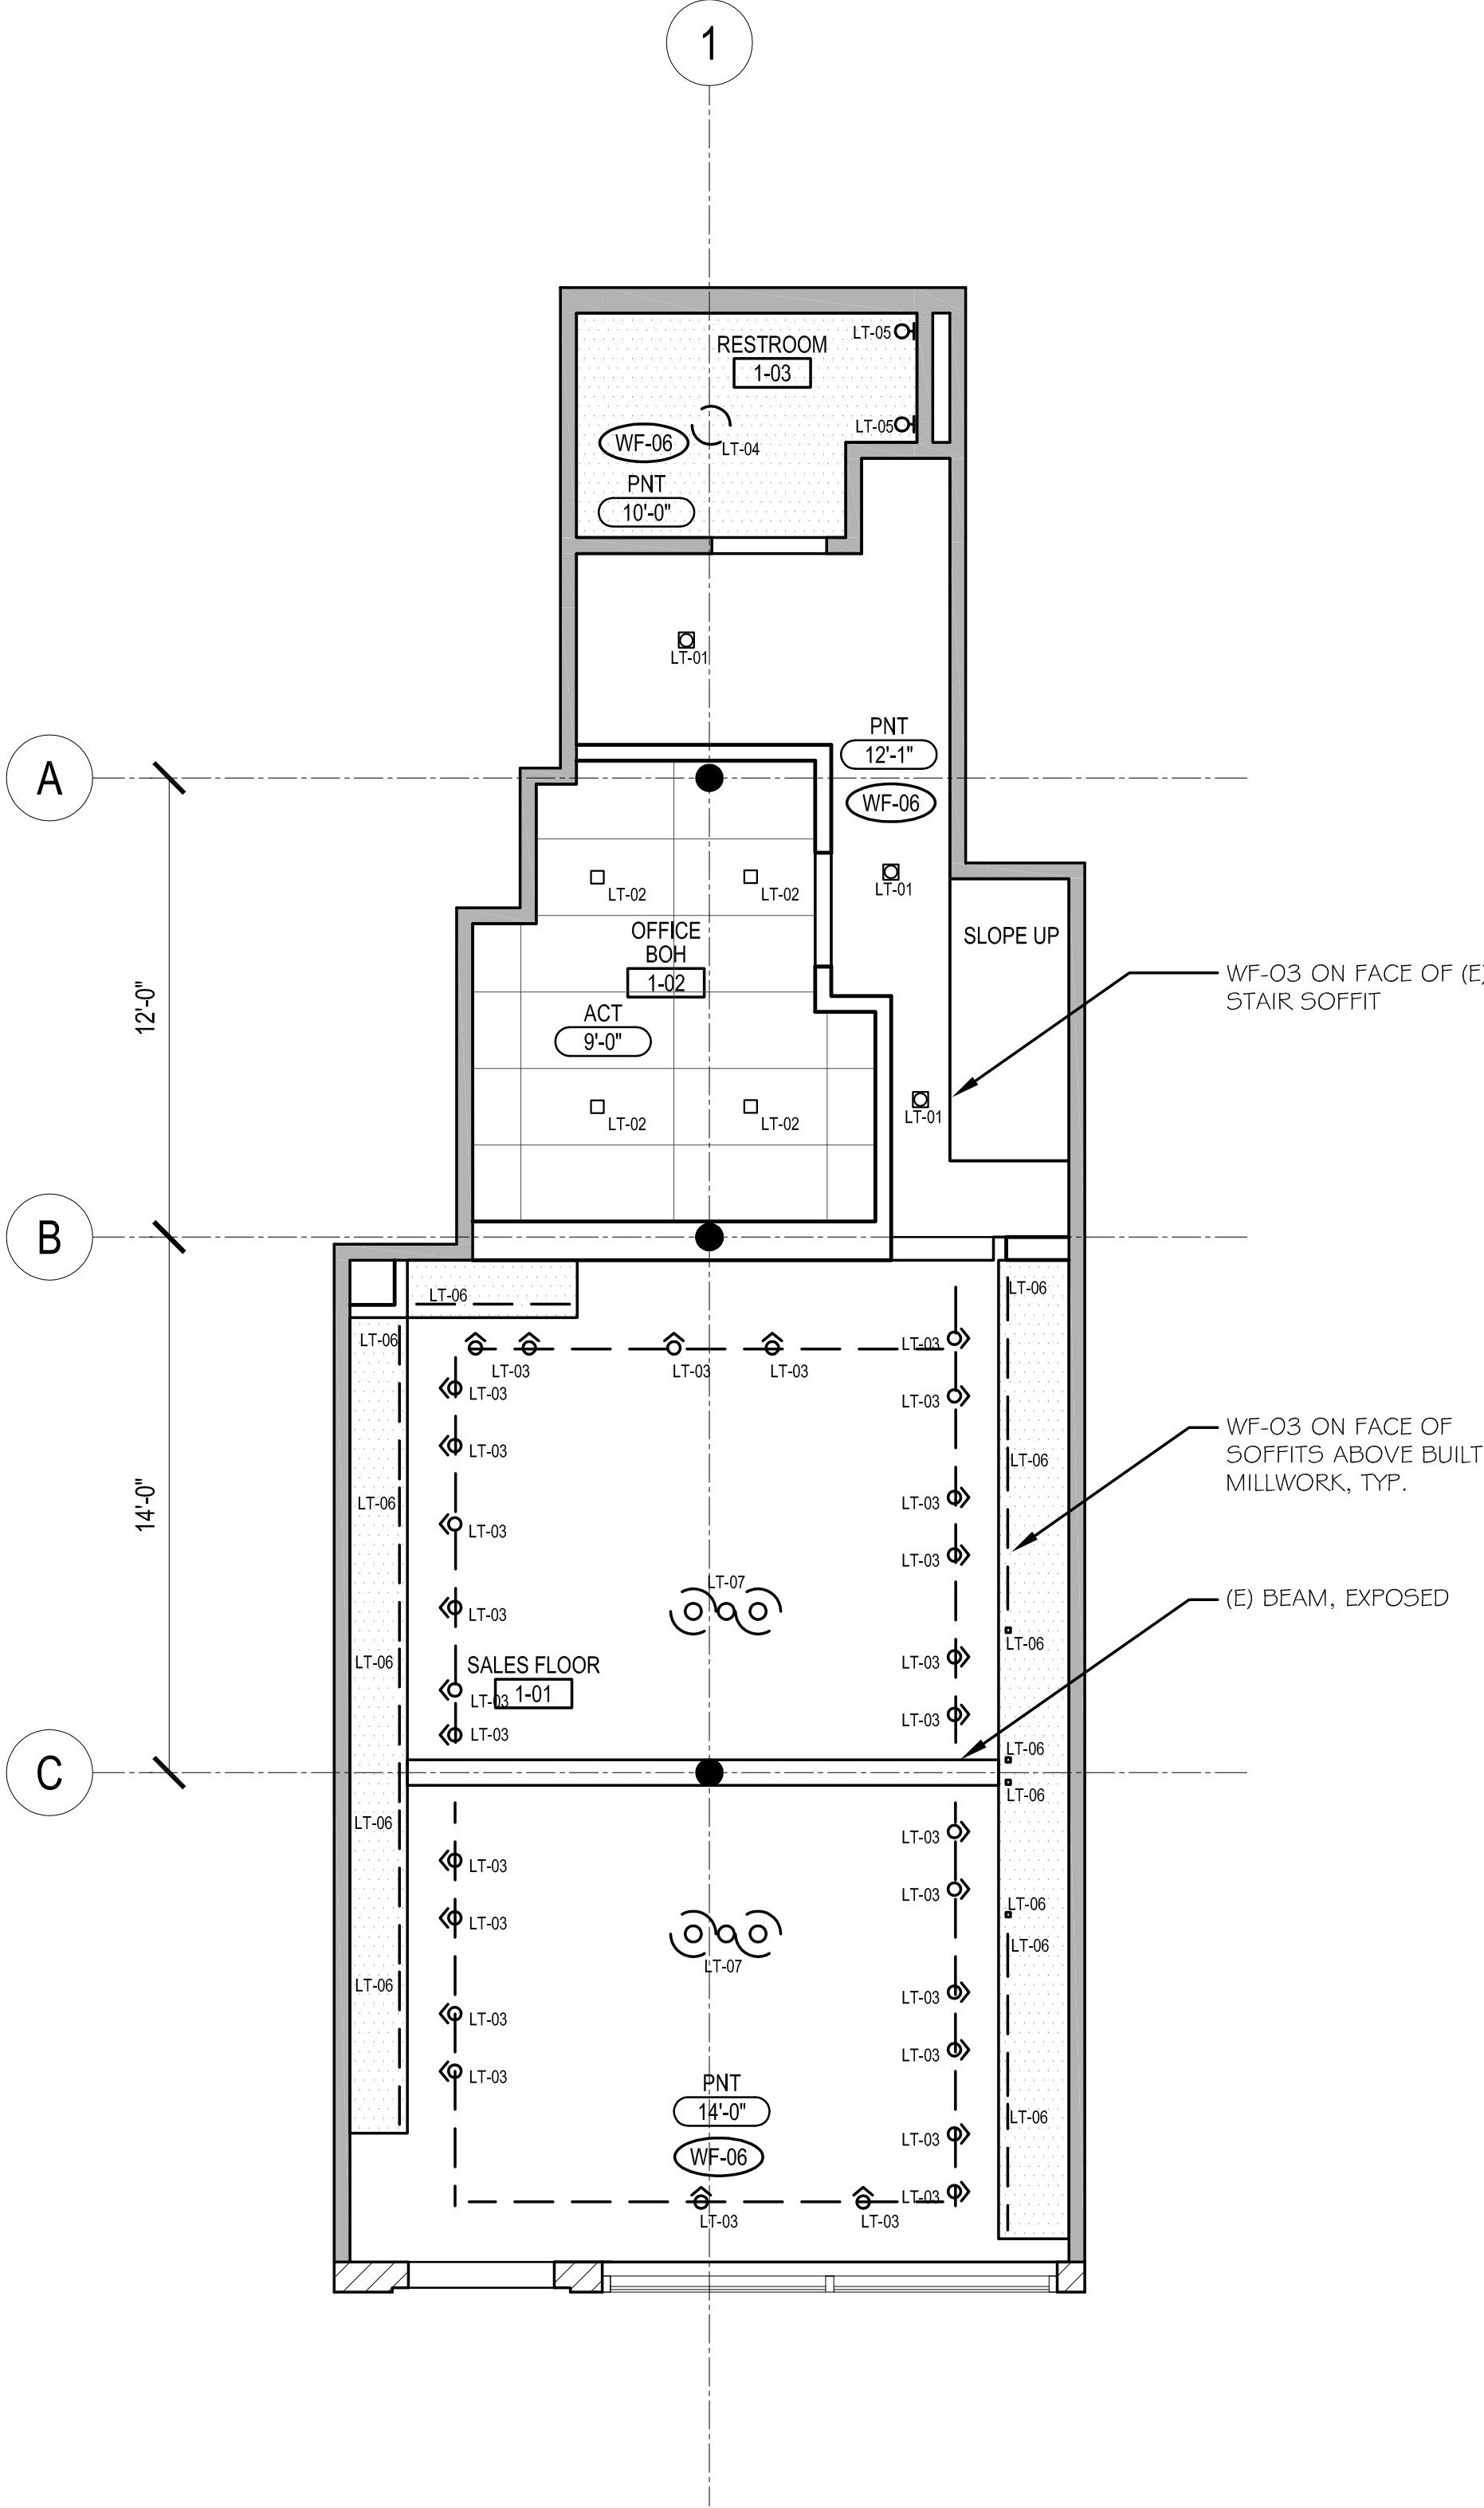 1
LT-05
RESTROOM
1-03
LT-05
WF-06
LT-04
PNT
10'-0"
LT-01
PNT
12'-1"
A
WF-06
LT-02
LT-02
LT-01
OFFICE
BOH
1-02
SLOPE UP
WF-03 ON FACE OF (E)
STAIR SOFFIT
12'-0"
ACT
9'-0"
LT-01
LT-02
LT-02
B
LT-06
LT-06
LT-06
LT-03
LT-03
LT-03
LT-03
LT-03
LT-03
LT-03
LT-03
WF-03 ON FACE OF
SOFFITS ABOVE BUILT
MILLWORK, TYP.
LT-06
LT-06
14'-0"
LT-03
LT-03
LT-03
LT-03
LT-07
(E) BEAM, EXPOSED
LT-03
LT-06
LT-06
SALES FLOOR
1-01
LT-03
LT-03
LT-03
LT-03
LT-06
C
LT-06
LT-06
LT-03
LT-03
LT-03
LT-03
LT-06
LT-06
LT-07
LT-06
LT-03
LT-03
LT-03
LT-03
PNT
14'-0"
LT-06
LT-03
WF-06
LT-03
LT-03
LT-03